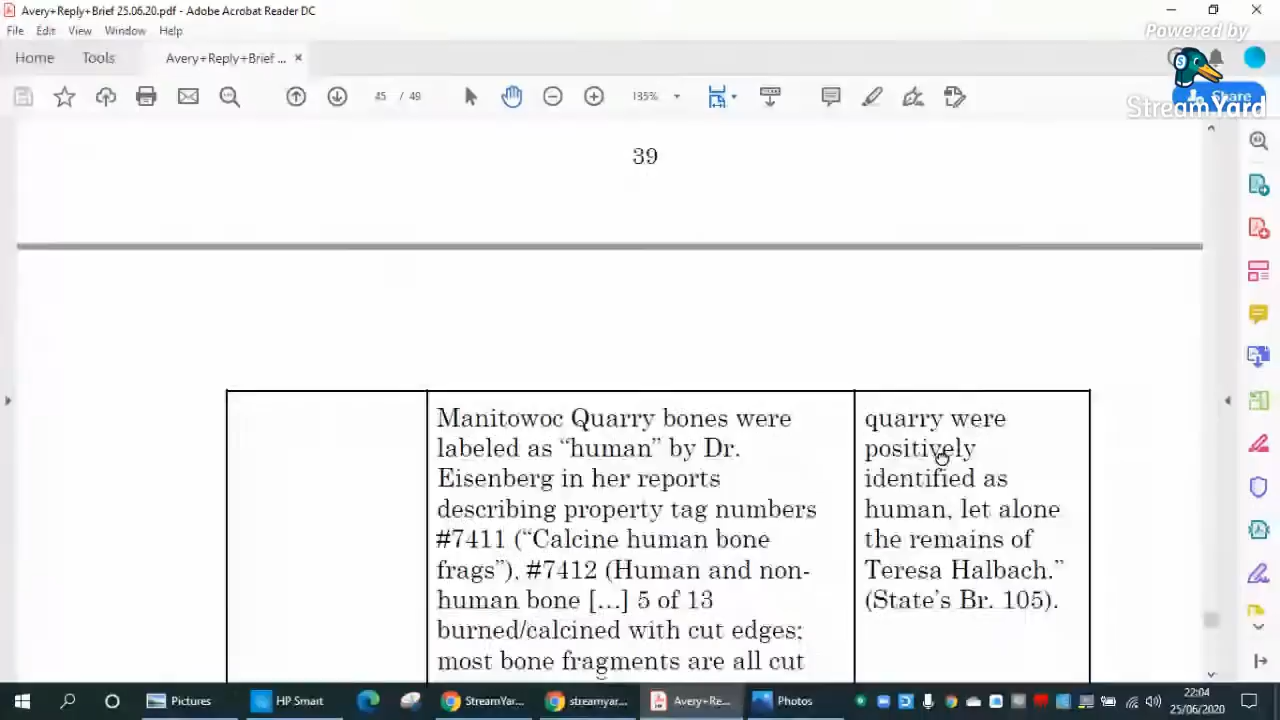 Avery+Reply+Brief 25.06.20.pdf - Adobe Acrobat Reader DC
File Edit View Window Help
Powered by
Home Tools Avery+Reply+Brief ... ×
S
45 / 49 135% Share
StreamYard
39
Manitowoc Quarry bones were
labeled as “human” by Dr.
Eisenberg in her reports
describing property tag numbers
#7411 (“Calcine human bone
frags”), #7412 (Human and non-
human bone [...] 5 of 13
burned/calcined with cut edges;
most bone fragments are all cut
quarry were
positively
identified as
human, let alone
the remains of
Teresa Halbach.”
(State’s Br. 105).
Pictures HP Smart StreamYar... streamyar... Avery+Re... Photos
22:04
25/06/2020